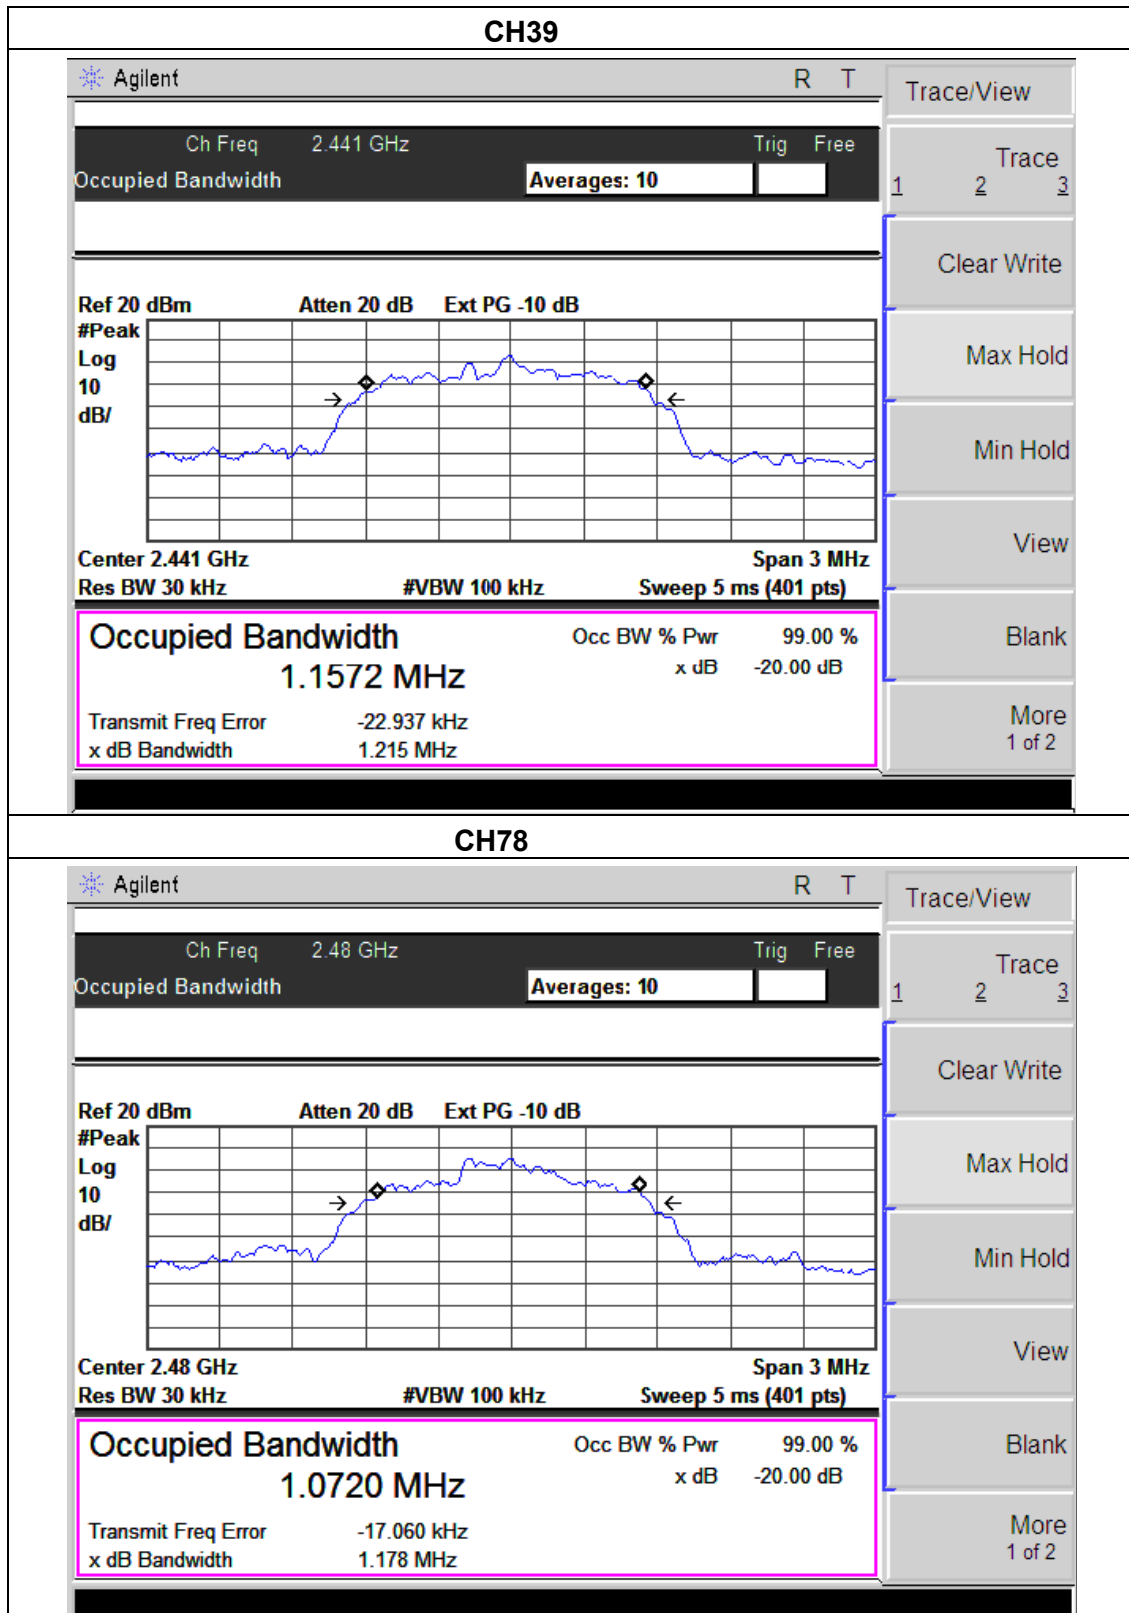 CH39
Agilent
R T
Trace/View
Ch Freq 2.441 GHz
Trig Free
Occupied Bandwidth
Averages: 10
Trace
1 2 3
Clear Write
Ref 20 dBm Atten 20 dB Ext PG -10 dB
#Peak
Log
10
dB/
Max Hold
Min Hold
Center 2.441 GHz Span 3 MHz
Res BW 30 kHz #VBW 100 kHz Sweep 5 ms (401 pts)
View
Occupied Bandwidth
1.1572 MHz
Occ BW % Pwr 99.00 %
x dB -20.00 dB
Blank
Transmit Freq Error -22.937 kHz
x dB Bandwidth 1.215 MHz
More
1 of 2
CH78
Agilent
R T
Trace/View
Ch Freq 2.48 GHz
Trig Free
Occupied Bandwidth
Averages: 10
Trace
1 2 3
Clear Write
Ref 20 dBm Atten 20 dB Ext PG -10 dB
#Peak
Log
10
dB/
Max Hold
Min Hold
Center 2.48 GHz Span 3 MHz
Res BW 30 kHz #VBW 100 kHz Sweep 5 ms (401 pts)
View
Occupied Bandwidth
1.0720 MHz
Occ BW % Pwr 99.00 %
x dB -20.00 dB
Blank
Transmit Freq Error -17.060 kHz
x dB Bandwidth 1.178 MHz
More
1 of 2